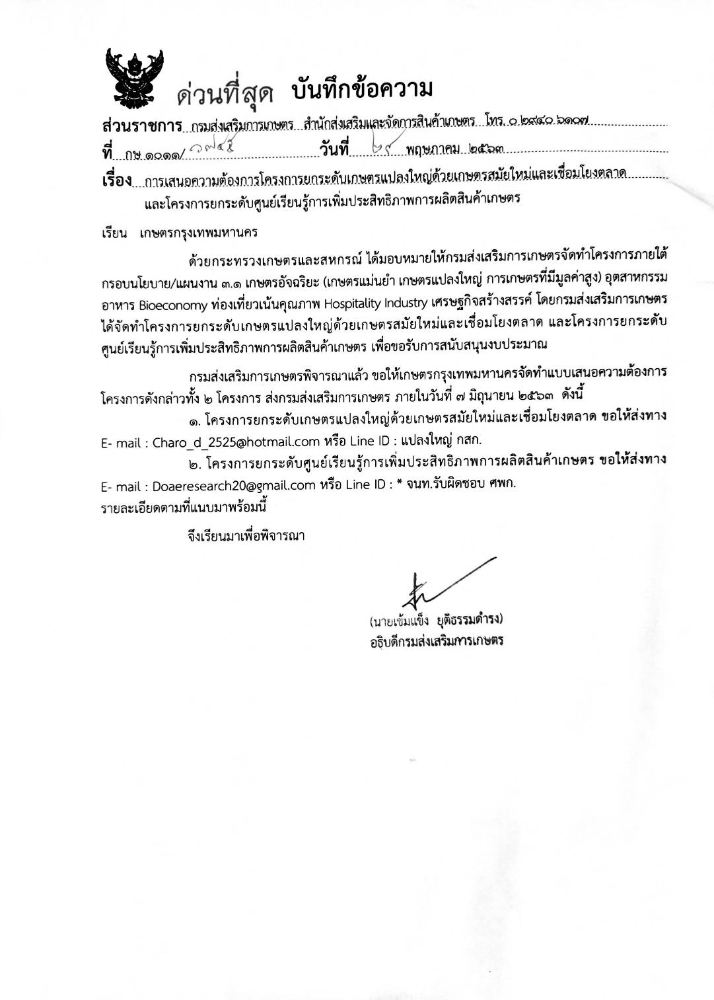 ด่วนที่สุด บันทึกข้อความ
ส่วนราชการ กรมส่งเสริมการเกษตร สำนักส่งเสริมและจัดการสินค้าเกษตร โทร. ๐ ๒๙๔๐ ๖๑๐๗
ที่ กษ ๑๐๑๑/ ๑๗๔๕ วันที่ ๒๙ พฤษภาคม ๒๕๖๓
เรื่อง การเสนอความต้องการโครงการยกระดับเกษตรแปลงใหญ่ด้วยเกษตรสมัยใหม่และเชื่อมโยงตลาด
และโครงการยกระดับศูนย์เรียนรู้การเพิ่มประสิทธิภาพการผลิตสินค้าเกษตร
เรียน เกษตรกรุงเทพมหานคร
ด้วยกระทรวงเกษตรและสหกรณ์ ได้มอบหมายให้กรมส่งเสริมการเกษตรจัดทำโครงการภายใต้
กรอบนโยบาย/แผนงาน ๓.๑ เกษตรอัจฉริยะ (เกษตรแม่นยำ เกษตรแปลงใหญ่ การเกษตรที่มีมูลค่าสูง) อุตสาหกรรม
อาหาร Bioeconomy ท่องเที่ยวเน้นคุณภาพ Hospitality Industry เศรษฐกิจสร้างสรรค์ โดยกรมส่งเสริมการเกษตร
ได้จัดทำโครงการยกระดับเกษตรแปลงใหญ่ด้วยเกษตรสมัยใหม่และเชื่อมโยงตลาด และโครงการยกระดับ
ศูนย์เรียนรู้การเพิ่มประสิทธิภาพการผลิตสินค้าเกษตร เพื่อขอรับการสนับสนุนงบประมาณ
กรมส่งเสริมการเกษตรพิจารณาแล้ว ขอให้เกษตรกรุงเทพมหานครจัดทำแบบเสนอความต้องการ
โครงการดังกล่าวทั้ง ๒ โครงการ ส่งกรมส่งเสริมการเกษตร ภายในวันที่ ๗ มิถุนายน ๒๕๖๓ ดังนี้
๑. โครงการยกระดับเกษตรแปลงใหญ่ด้วยเกษตรสมัยใหม่และเชื่อมโยงตลาด ขอให้ส่งทาง
E- mail : Charo_d_2525@hotmail.com หรือ Line ID : แปลงใหญ่ กสก.
๒. โครงการยกระดับศูนย์เรียนรู้การเพิ่มประสิทธิภาพการผลิตสินค้าเกษตร ขอให้ส่งทาง
E- mail : Doaeresearch20@gmail.com หรือ Line ID : * จนท.รับผิดชอบ ศพก.
รายละเอียดตามที่แนบมาพร้อมนี้
จึงเรียนมาเพื่อพิจารณา
(นายเข้มแข็ง ยุติธรรมดำรง)
อธิบดีกรมส่งเสริมการเกษตร